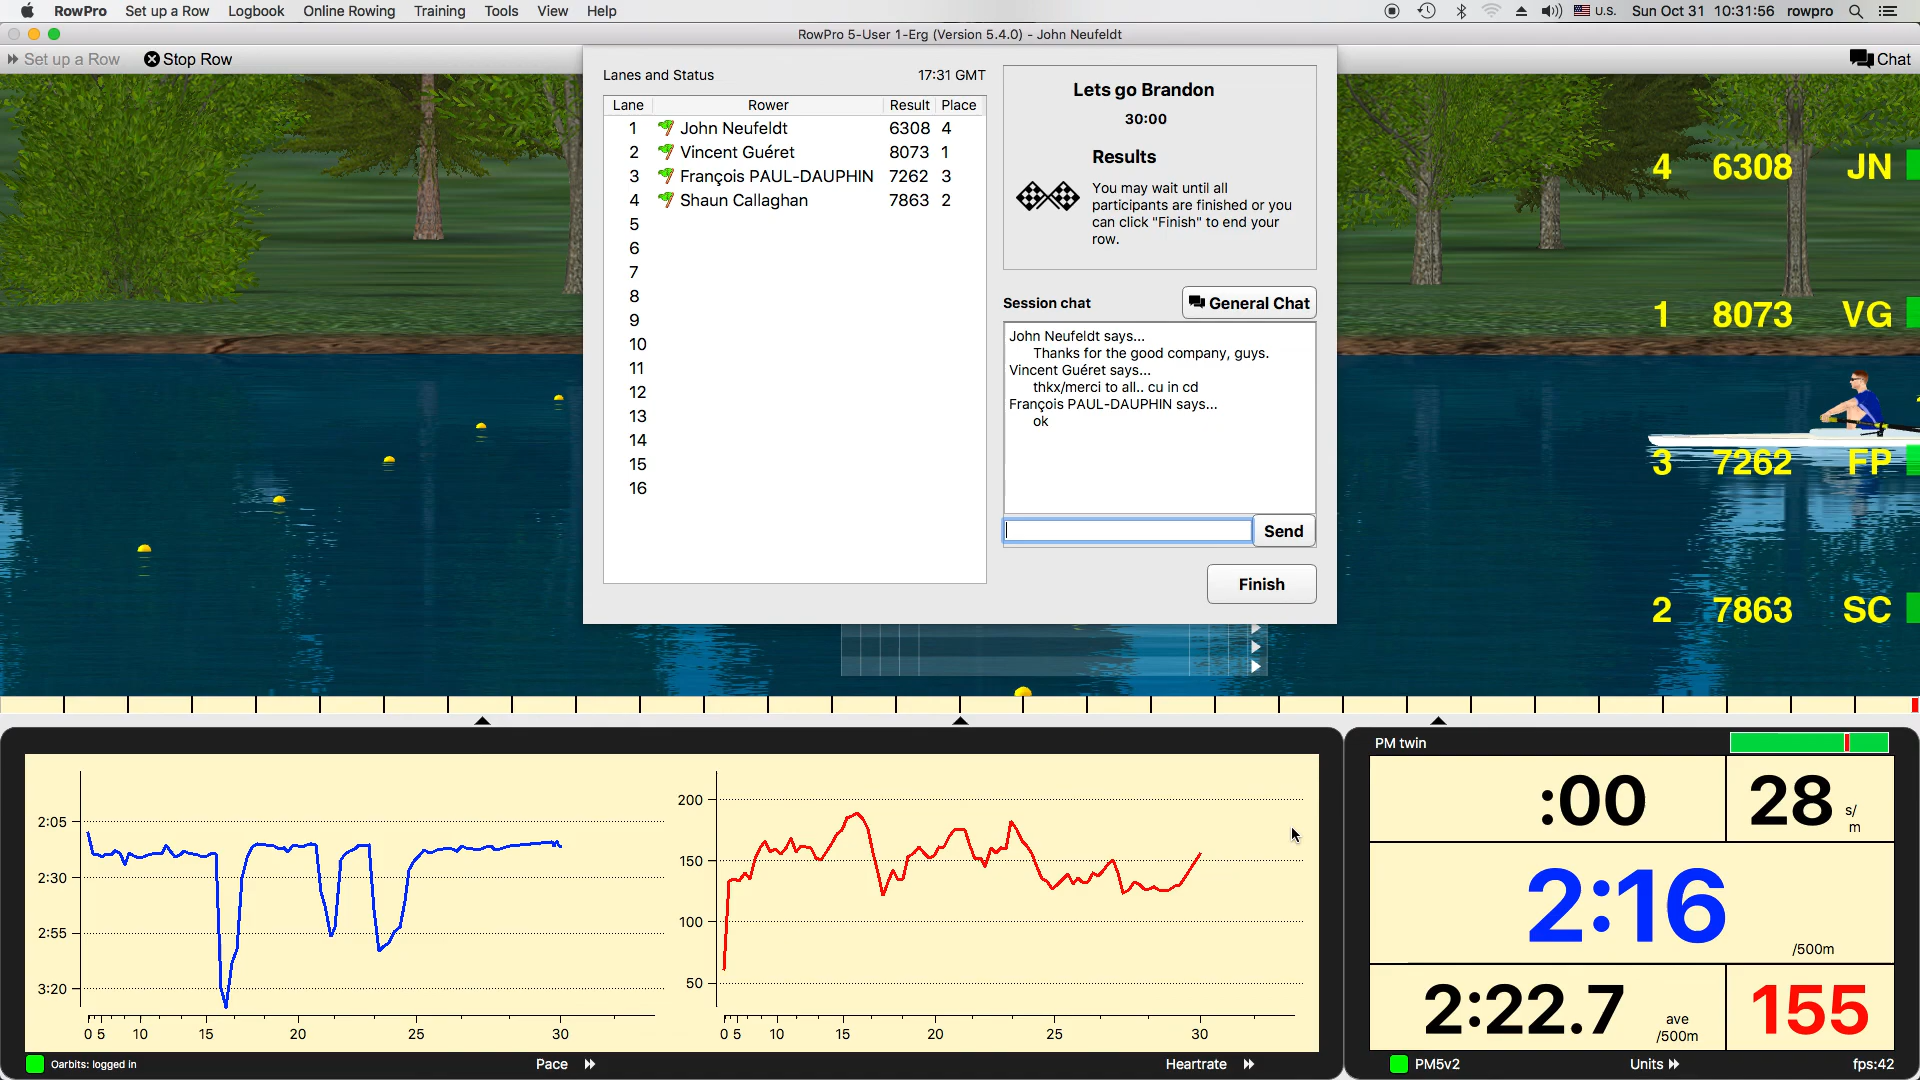 RowPro Set up a Row Logbook Online Rowing Training Tools View Help U.S. Sun Oct 31 10:31:56 rowpro
RowPro 5-User 1-Erg (Version 5.4.0) - John Neufeldt
Set up a Row Stop Row Chat
Lanes and Status 17:31 GMT
Lane Rower Result Place
1 John Neufeldt 6308 4
2 Vincent Guéret 8073 1
3 François PAUL-DAUPHIN 7262 3
4 Shaun Callaghan 7863 2
5
6
7
8
9
10
11
12
13
14
15
16
Lets go Brandon
30:00
Results
You may wait until all
participants are finished or you
can click "Finish" to end your
row.
Session chat General Chat
John Neufeldt says...
Thanks for the good company, guys.
Vincent Guéret says...
thkx/merci to all.. cu in cd
François PAUL-DAUPHIN says...
ok
Send
Finish
4 6308 JN
1 8073 VG
3 7262 FP
2 7863 SC
2:05
2:30
2:55
3:20
0 5 10 15 20 25 30
Oarbits: logged in Pace
200
150
100
50
0 5 10 15 20 25 30
Heartrate
PM twin
:00 28 s/
m
2:16 /500m
2:22.7 ave
/500m 155
PM5v2 Units fps:42